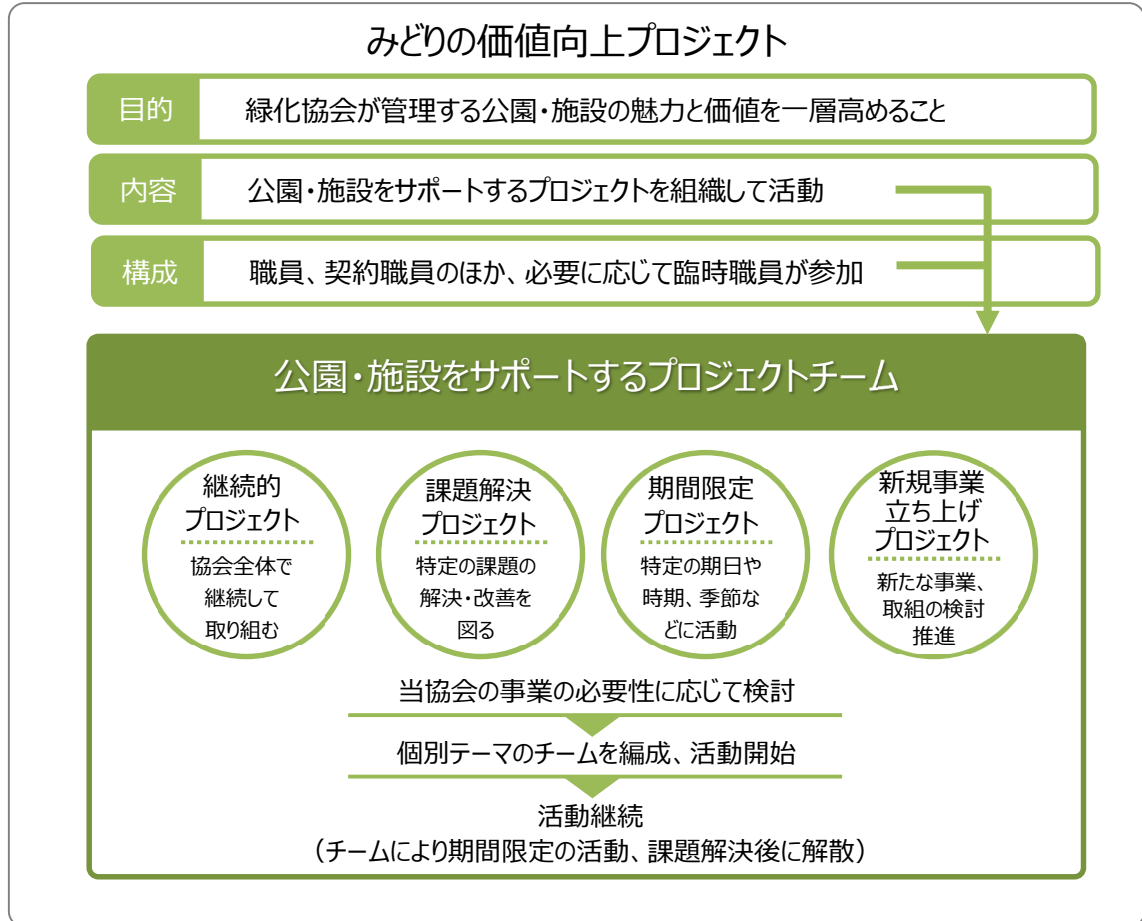 みどりの価値向上プロジェクト
目的
緑化協会が管理する公園・施設の魅力と価値を一層高めること
内容
公園・施設をサポートするプロジェクトを組織して活動
構成
職員、契約職員のほか、必要に応じて臨時職員が参加
公園・施設をサポートするプロジェクトチーム
継続的
プロジェクト
協会全体で
継続して
取り組む
課題解決
プロジェクト
特定の課題の
解決・改善を
図る
期間限定
プロジェクト
特定の期日や
時期、季節な
どに活動
新規事業
立ち上げ
プロジェクト
新たな事業、
取組の検討
推進
当協会の事業の必要性に応じて検討
個別テーマのチームを編成、活動開始
活動継続
（チームにより期間限定の活動、課題解決後に解散）